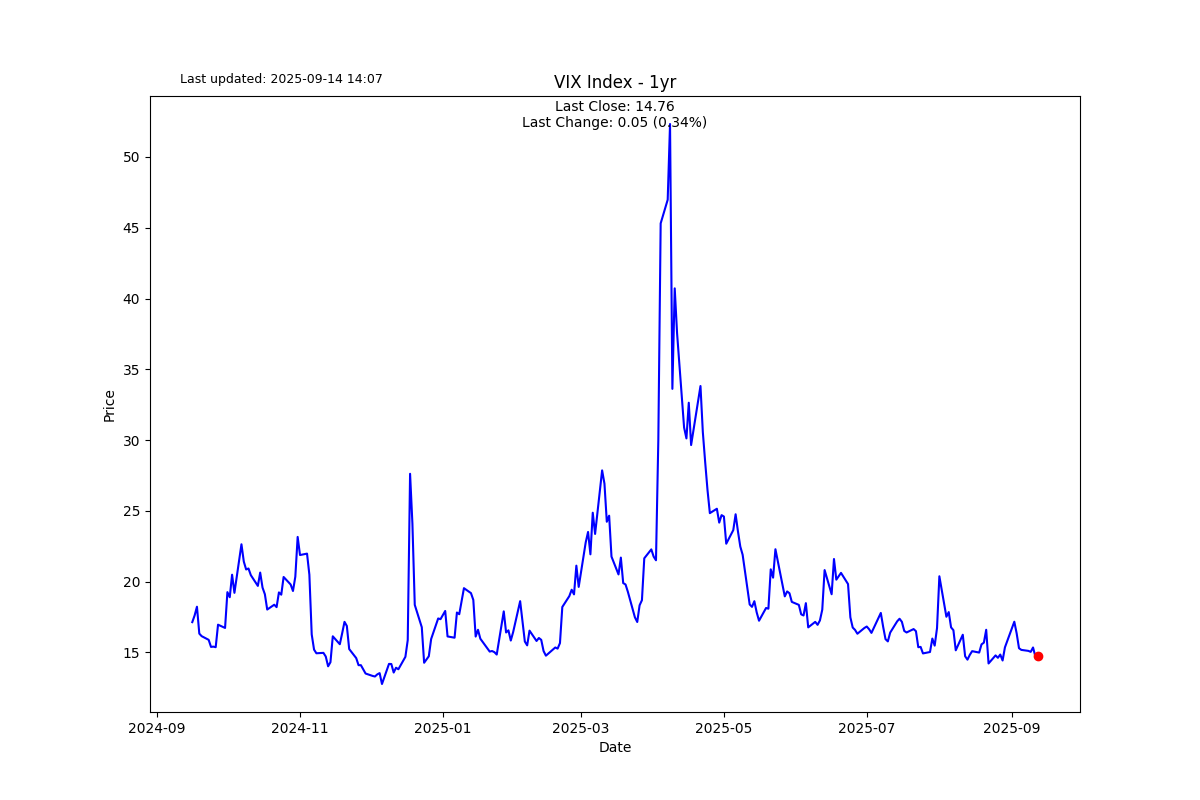 Last updated: 2025-09-14 14:07
VIX Index - 1yr
Last Close: 14.76
Last Change: 0.05 (0.34%)
50
45
40
35
30
25
20
15
Price
2024-09
2024-11
2025-01
2025-03
2025-05
2025-07
2025-09
Date